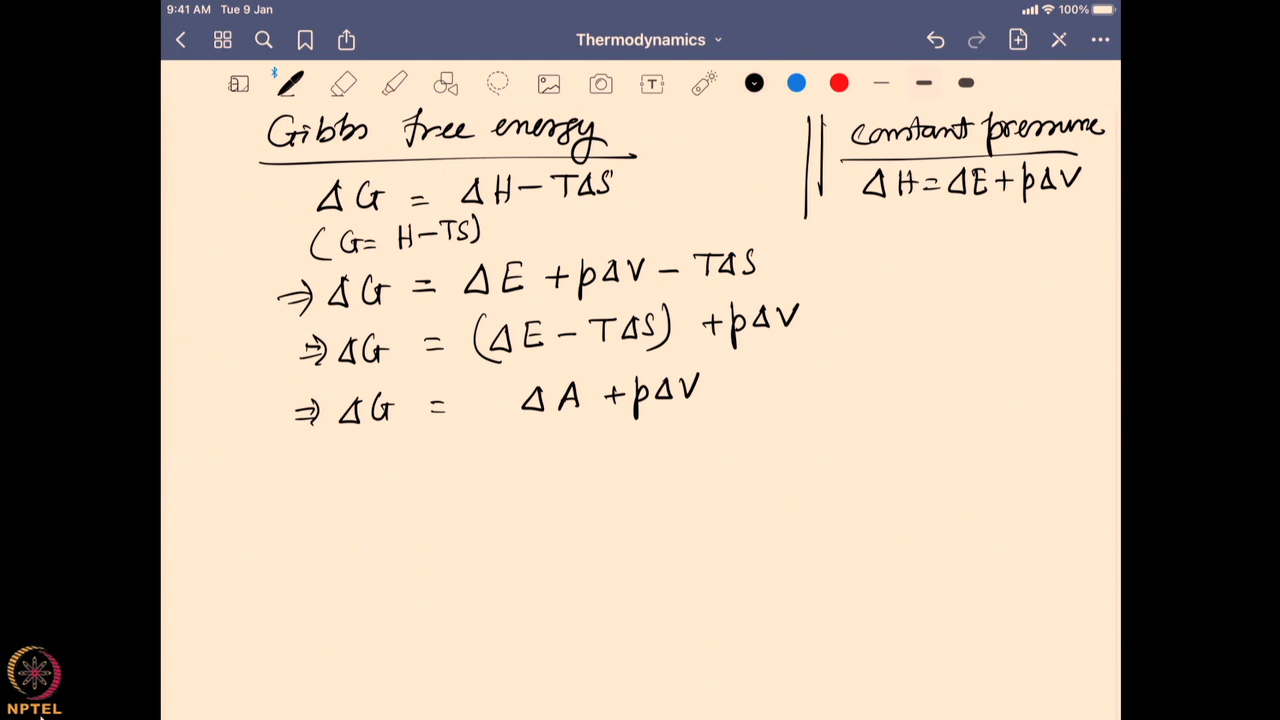 9:41 AM Tue 9 Jan
100%
Thermodynamics
T
Gibbs free energy
ΔG = ΔH - TΔS
(G = H - TS)
⇒ ΔG = ΔE + pΔV - TΔS
⇒ ΔG = (ΔE - TΔS) + pΔV
⇒ ΔG = ΔA + pΔV
constant pressure
ΔH = ΔE + pΔV
NPTEL